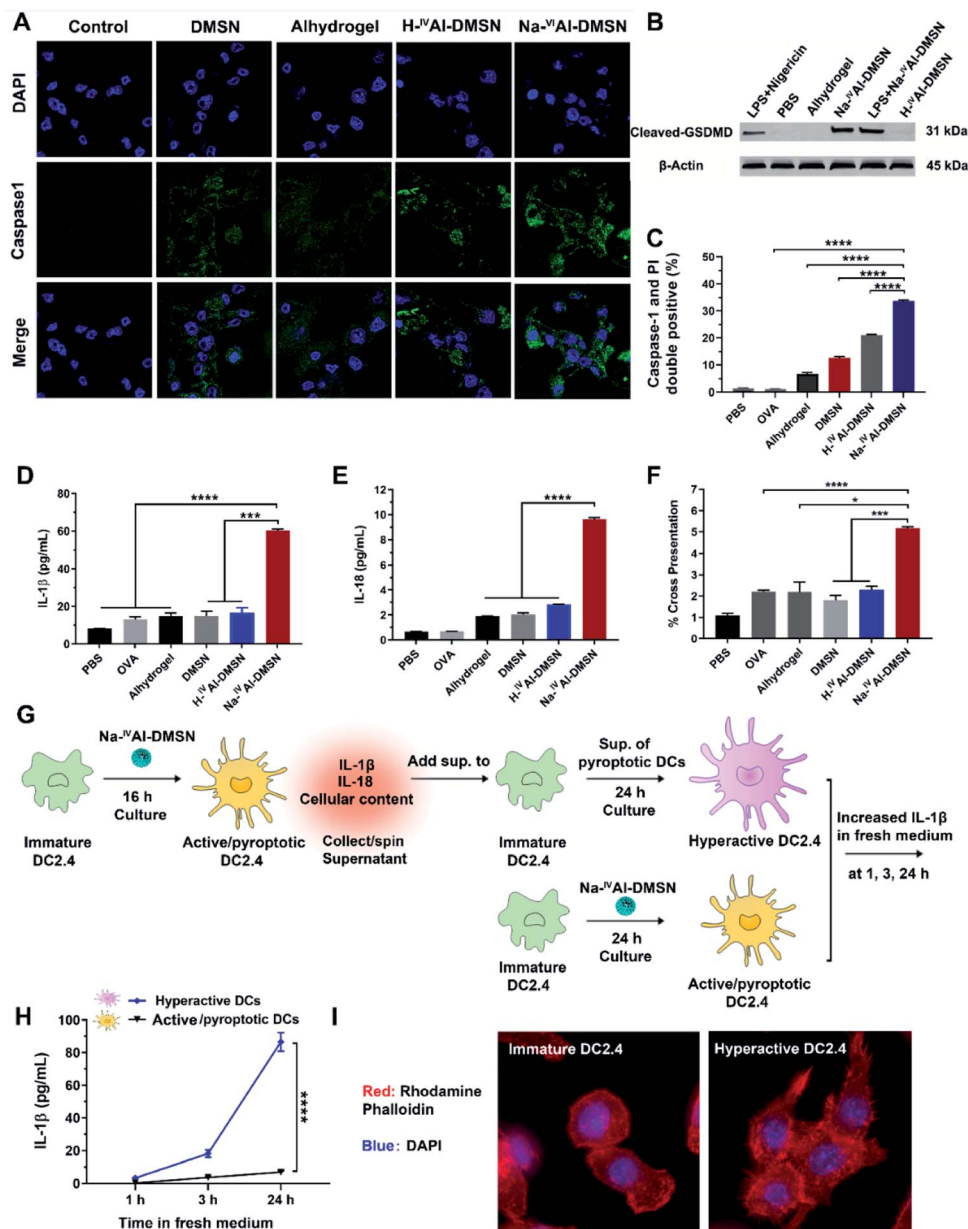 A
Control
DMSN
Alhydrogel
H-ᴵⱽAl-DMSN
Na-ⱽᴵAl-DMSN
DAPI
Caspase1
Merge
B
LPS+Nigericin
PBS
Alhydrogel
Na-ᴵⱽAl-DMSN
LPS+Na-ᴵⱽAl-DMSN
H-ᴵⱽAl-DMSN
Cleaved-GSDMD
31 kDa
β-Actin
45 kDa
C
Caspase-1 and PI
double positive (%)
50
40
30
20
10
0
****
****
****
****
PBS
OVA
Alhydrogel
DMSN
H-ᴵⱽAl-DMSN
Na-ᴵⱽAl-DMSN
D
IL-1β (pg/mL)
80
60
40
20
0
****
***
PBS
OVA
Alhydrogel
DMSN
H-ᴵⱽAl-DMSN
Na-ᴵⱽAl-DMSN
E
IL-18 (pg/mL)
12
10
8
6
4
2
0
****
PBS
OVA
Alhydrogel
DMSN
H-ᴵⱽAl-DMSN
Na-ᴵⱽAl-DMSN
F
% Cross Presentation
7
6
5
4
3
2
1
0
****
*
***
PBS
OVA
Alhydrogel
DMSN
H-ᴵⱽAl-DMSN
Na-ᴵⱽAl-DMSN
G
Na-ᴵⱽAl-DMSN
16 h
Culture
Immature
DC2.4
Active/pyroptotic
DC2.4
IL-1β
IL-18
Cellular content
Collect/spin
Supernatant
Add sup. to
Immature
DC2.4
Sup. of
pyroptotic DCs
24 h
Culture
Hyperactive DC2.4
Na-ᴵⱽAl-DMSN
24 h
Culture
Immature
DC2.4
Active/pyroptotic
DC2.4
Increased IL-1β
in fresh medium
at 1, 3, 24 h
H
Hyperactive DCs
Active/pyroptotic DCs
IL-1β (pg/mL)
100
80
60
40
20
0
****
1 h
3 h
24 h
Time in fresh medium
I
Red: Rhodamine
Phalloidin
Blue: DAPI
Immature DC2.4
Hyperactive DC2.4